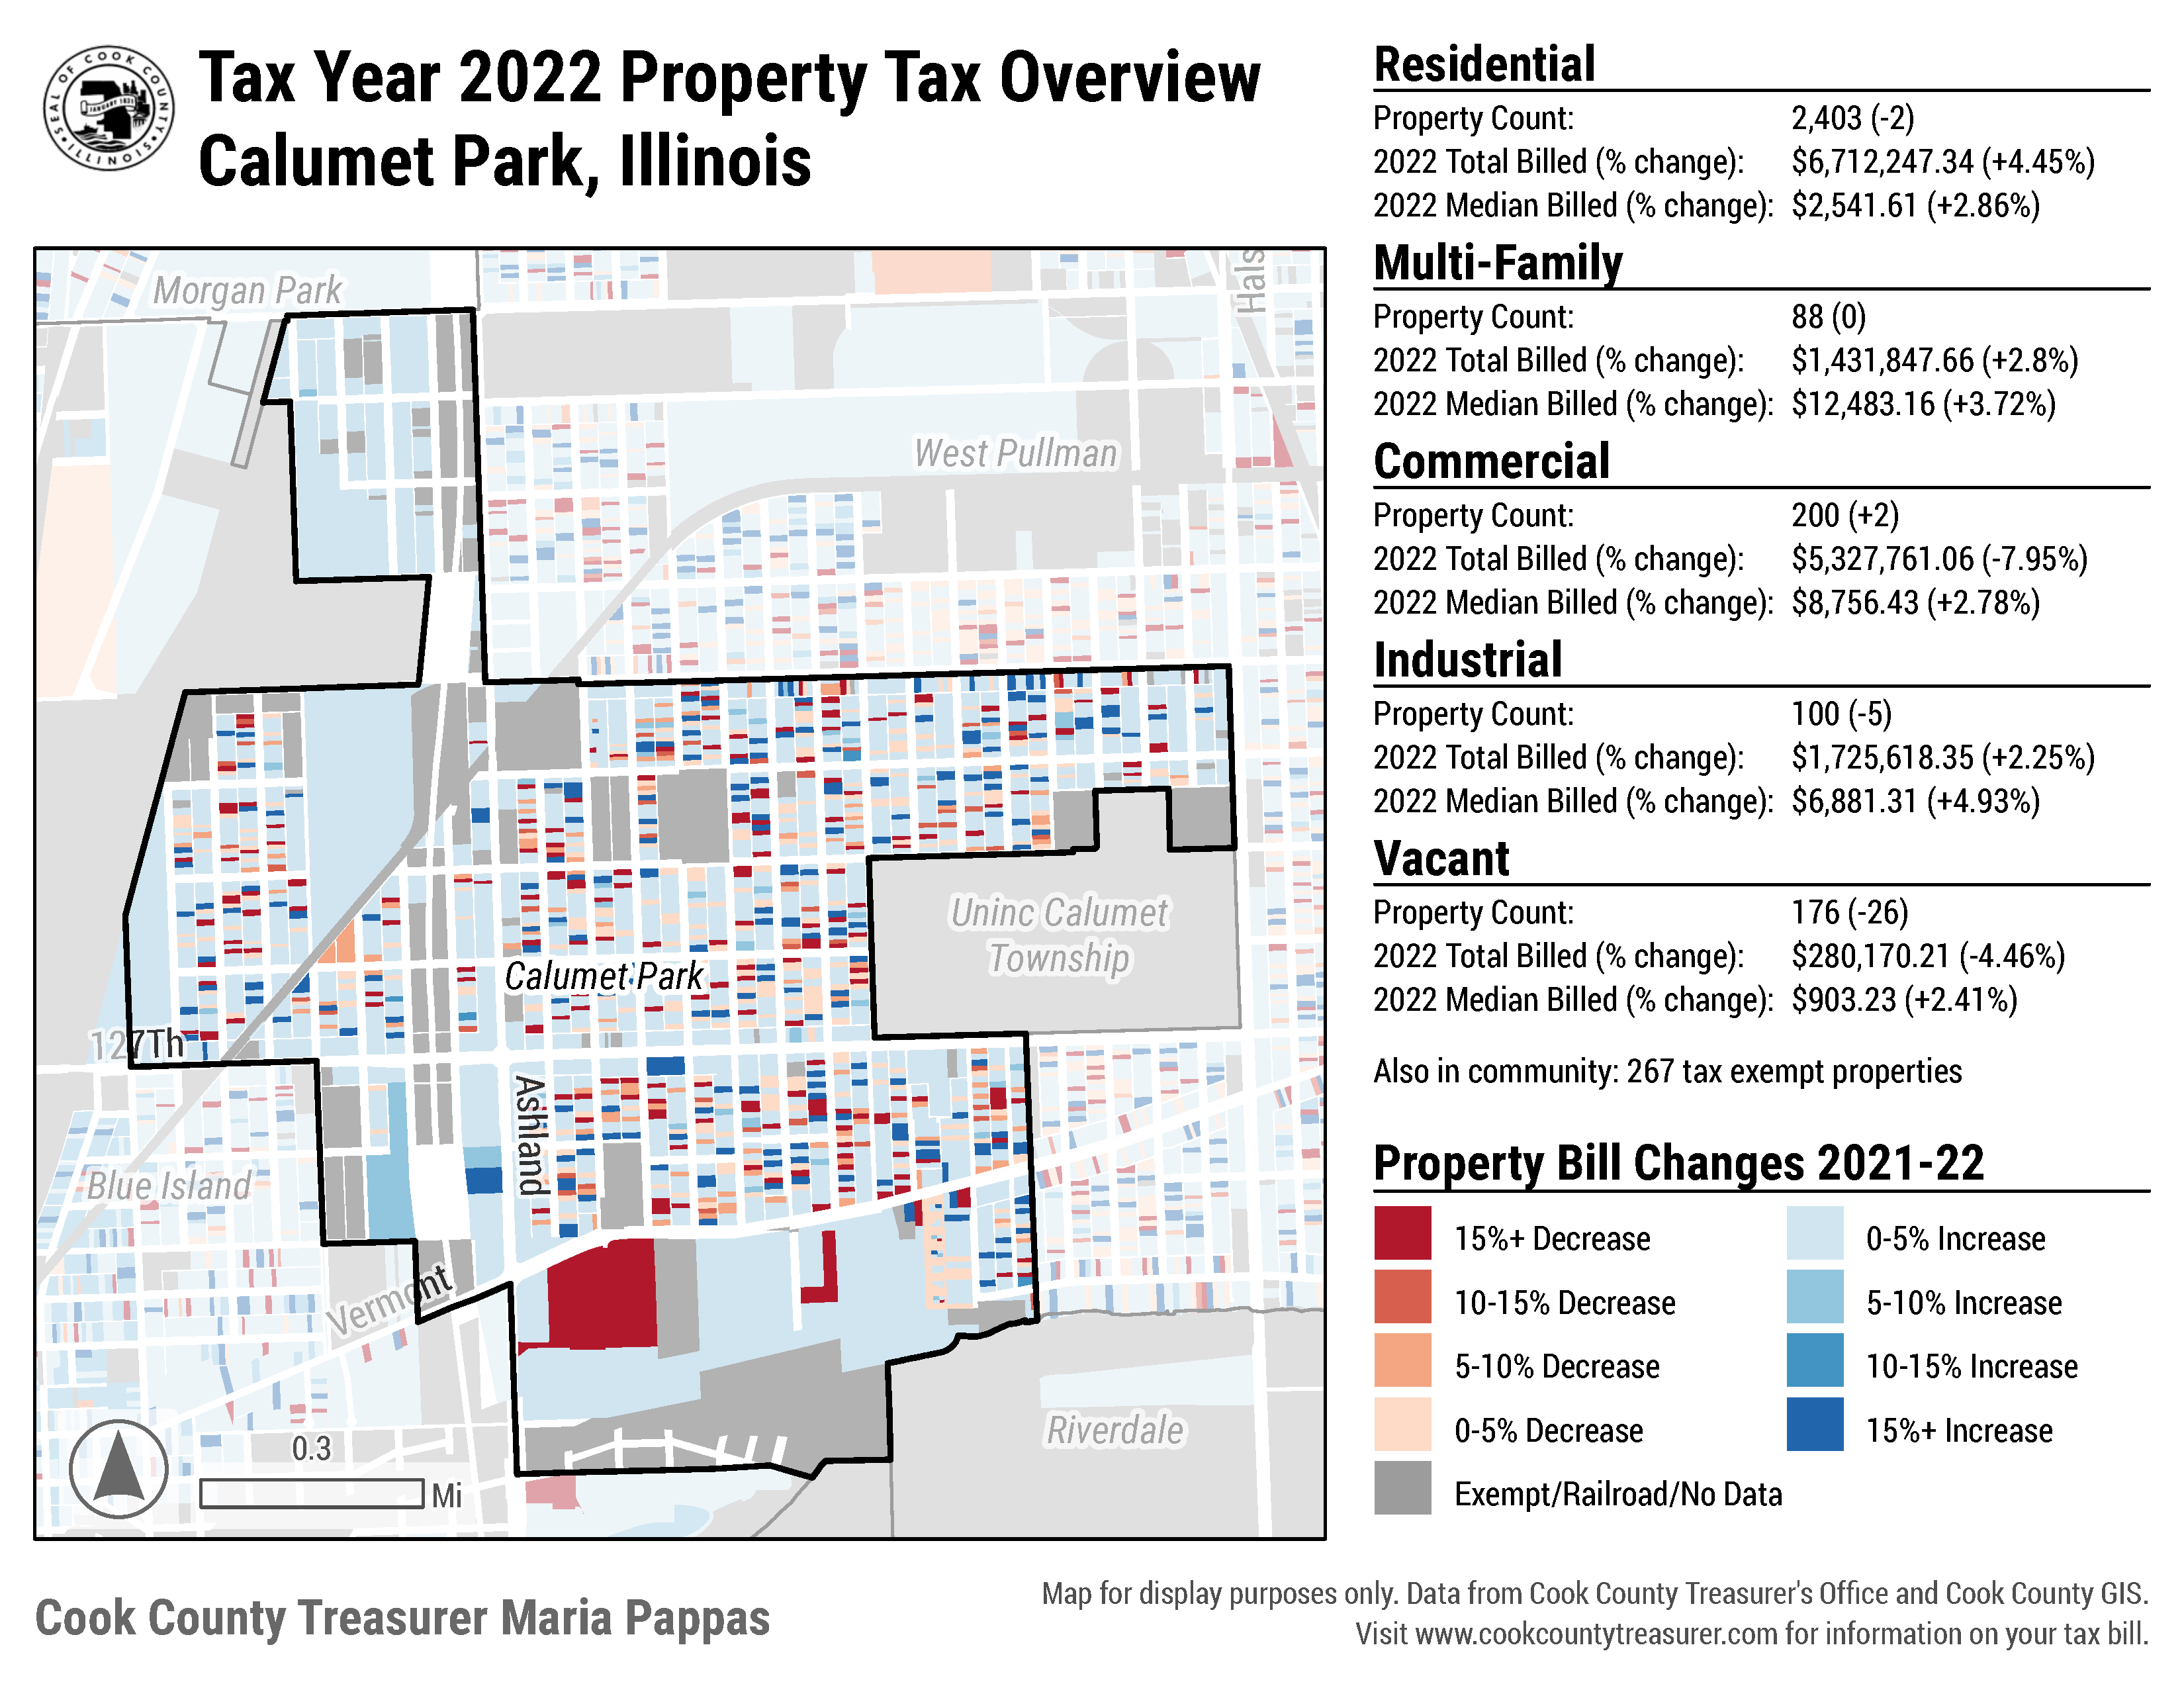 SEAL OF COOK COUNTY
JANUARY 1831
ILLINOIS
Tax Year 2022 Property Tax Overview
Calumet Park, Illinois
Morgan Park
Hals
West Pullman
Uninc Calumet
Township
Calumet Park
127Th
Ashland
Blue Island
Vermont
Riverdale
0.3
Mi
Residential
Property Count: 2,403 (-2)
2022 Total Billed (% change): $6,712,247.34 (+4.45%)
2022 Median Billed (% change): $2,541.61 (+2.86%)
Multi-Family
Property Count: 88 (0)
2022 Total Billed (% change): $1,431,847.66 (+2.8%)
2022 Median Billed (% change): $12,483.16 (+3.72%)
Commercial
Property Count: 200 (+2)
2022 Total Billed (% change): $5,327,761.06 (-7.95%)
2022 Median Billed (% change): $8,756.43 (+2.78%)
Industrial
Property Count: 100 (-5)
2022 Total Billed (% change): $1,725,618.35 (+2.25%)
2022 Median Billed (% change): $6,881.31 (+4.93%)
Vacant
Property Count: 176 (-26)
2022 Total Billed (% change): $280,170.21 (-4.46%)
2022 Median Billed (% change): $903.23 (+2.41%)
Also in community: 267 tax exempt properties
Property Bill Changes 2021-22
15%+ Decrease
10-15% Decrease
5-10% Decrease
0-5% Decrease
Exempt/Railroad/No Data
0-5% Increase
5-10% Increase
10-15% Increase
15%+ Increase
Cook County Treasurer Maria Pappas
Map for display purposes only. Data from Cook County Treasurer's Office and Cook County GIS.
Visit www.cookcountytreasurer.com for information on your tax bill.